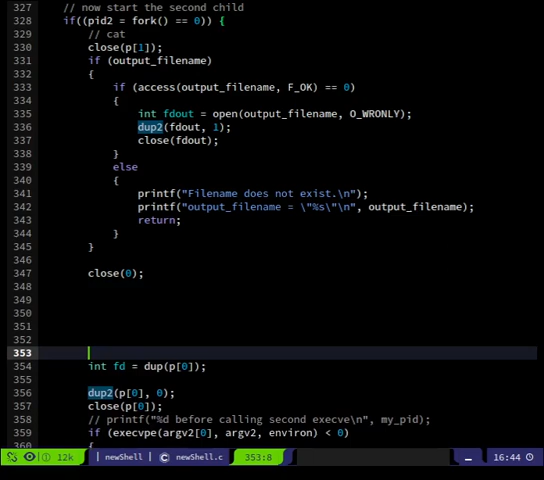 327 // now start the second child
328 if((pid2 = fork() == 0)) {
329 // cat
330 close(p[1]);
331 if (output_filename)
332 {
333 if (access(output_filename, F_OK) == 0)
334 {
335 int fdout = open(output_filename, O_WRONLY);
336 dup2(fdout, 1);
337 close(fdout);
338 }
339 else
340 {
341 printf("Filename does not exist.\n");
342 printf("output_filename = \"%s\"\n", output_filename);
343 return;
344 }
345 }
346
347 close(0);
348
349
350
351
352
353
354 int fd = dup(p[0]);
355
356 dup2(p[0], 0);
357 close(p[0]);
358 // printf("%d before calling second execve\n", my_pid);
359 if (execvpe(argv2[0], argv2, environ) < 0)
360 {
12k | newShell | newShell.c 353:8 16:44